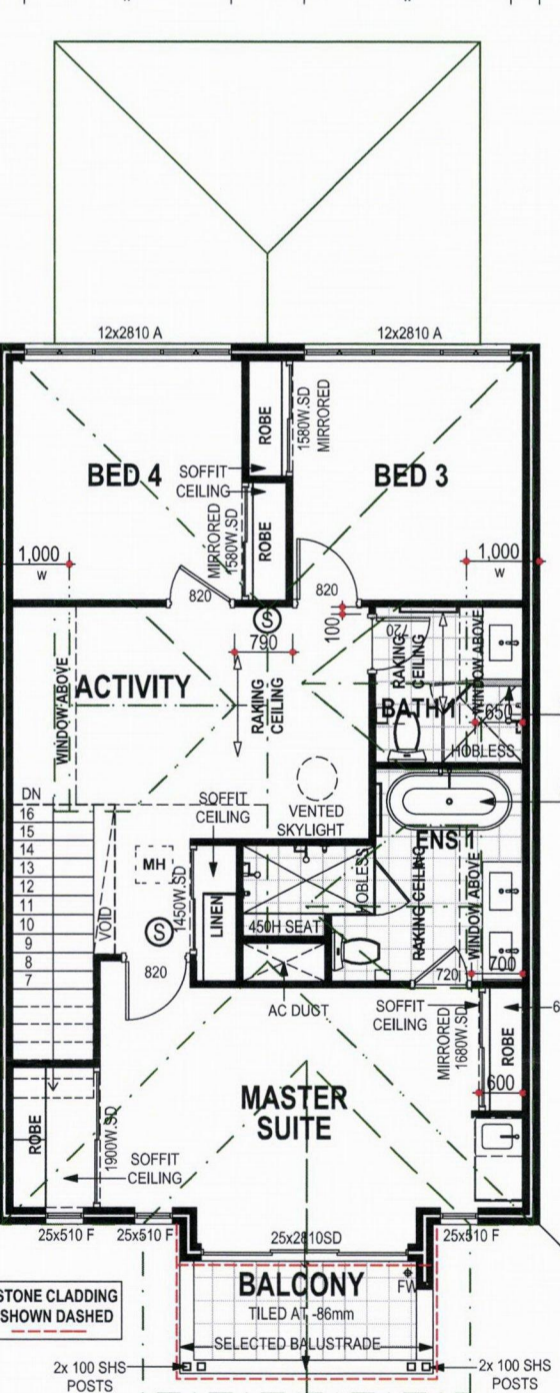 12x2810 A
12x2810 A
ROBE
1580W.SD
MIRRORED
BED 4
BED 3
SOFFIT
CEILING
MIRRORED
1580W.SD
ROBE
1,000
W
1,000
W
820
820
S
100
790
720
RAKING
CEILING
WINDOW ABOVE
WINDOW ABOVE
ACTIVITY
RAKING
CEILING
BATH 1
650
HOBLESS
DN
16
15
14
13
12
11
10
9
8
7
SOFFIT
CEILING
VENTED
SKYLIGHT
ENS 1
MH
VOID
S
1450W.SD
LINEN
HOBLESS
450H SEAT
RAKING CEILING
WINDOW ABOVE
820
720
700
AC DUCT
SOFFIT
CEILING
MIRRORED
1680W.SD
ROBE
6
600
MASTER
SUITE
ROBE
1900W.SD
SOFFIT
CEILING
25x510 F
25x510 F
25x2810SD
25x510 F
STONE CLADDING
SHOWN DASHED
BALCONY
FW
TILED AT -86mm
SELECTED BALUSTRADE
2x 100 SHS
POSTS
2x 100 SHS
POSTS